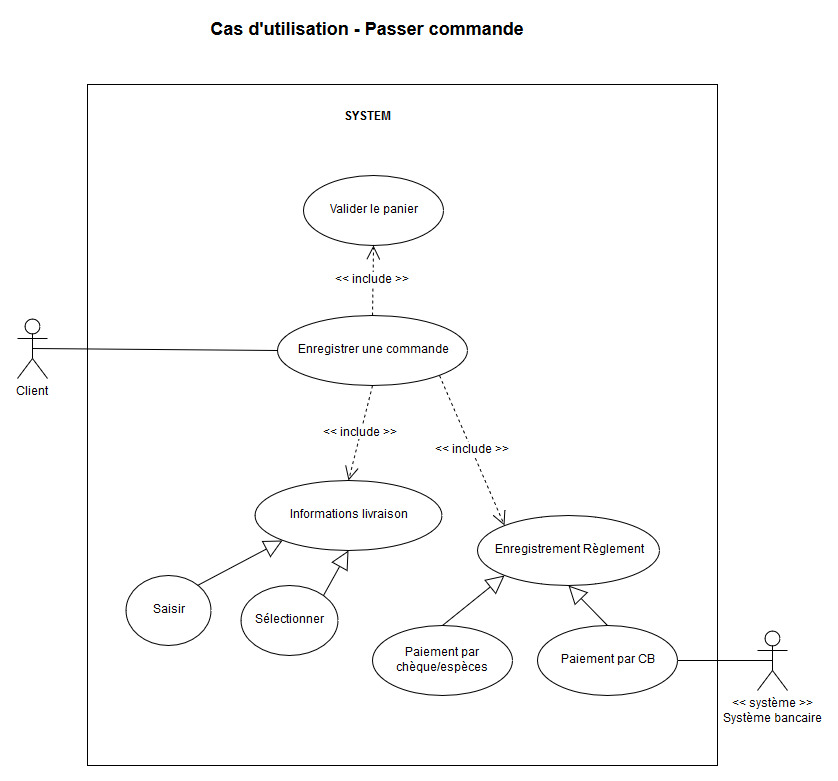 Cas d'utilisation - Passer commande
SYSTEM
Valider le panier
<< include >>
Enregistrer une commande
Client
<< include >>
<< include >>
Informations livraison
Enregistrement Règlement
Saisir
Sélectionner
Paiement par
chèque/espèces
Paiement par CB
<< système >>
Système bancaire